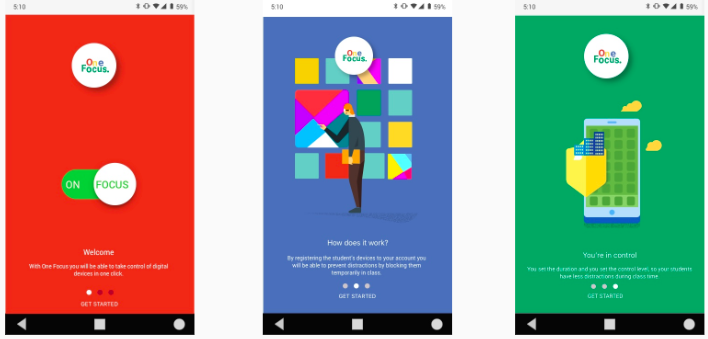 5:10
59%
One
Focus.
ON FOCUS
Welcome
With One Focus you will be able to take control of digital
devices in one click.
GET STARTED
5:10
59%
One
Focus.
How does it work?
By registering the student's devices to your account you
will be able to prevent distractions by blocking them
temporarily in class.
GET STARTED
5:10
59%
One
Focus.
You're in control
You set the duration and you set the control level, so your students
have less distractions during class time
GET STARTED